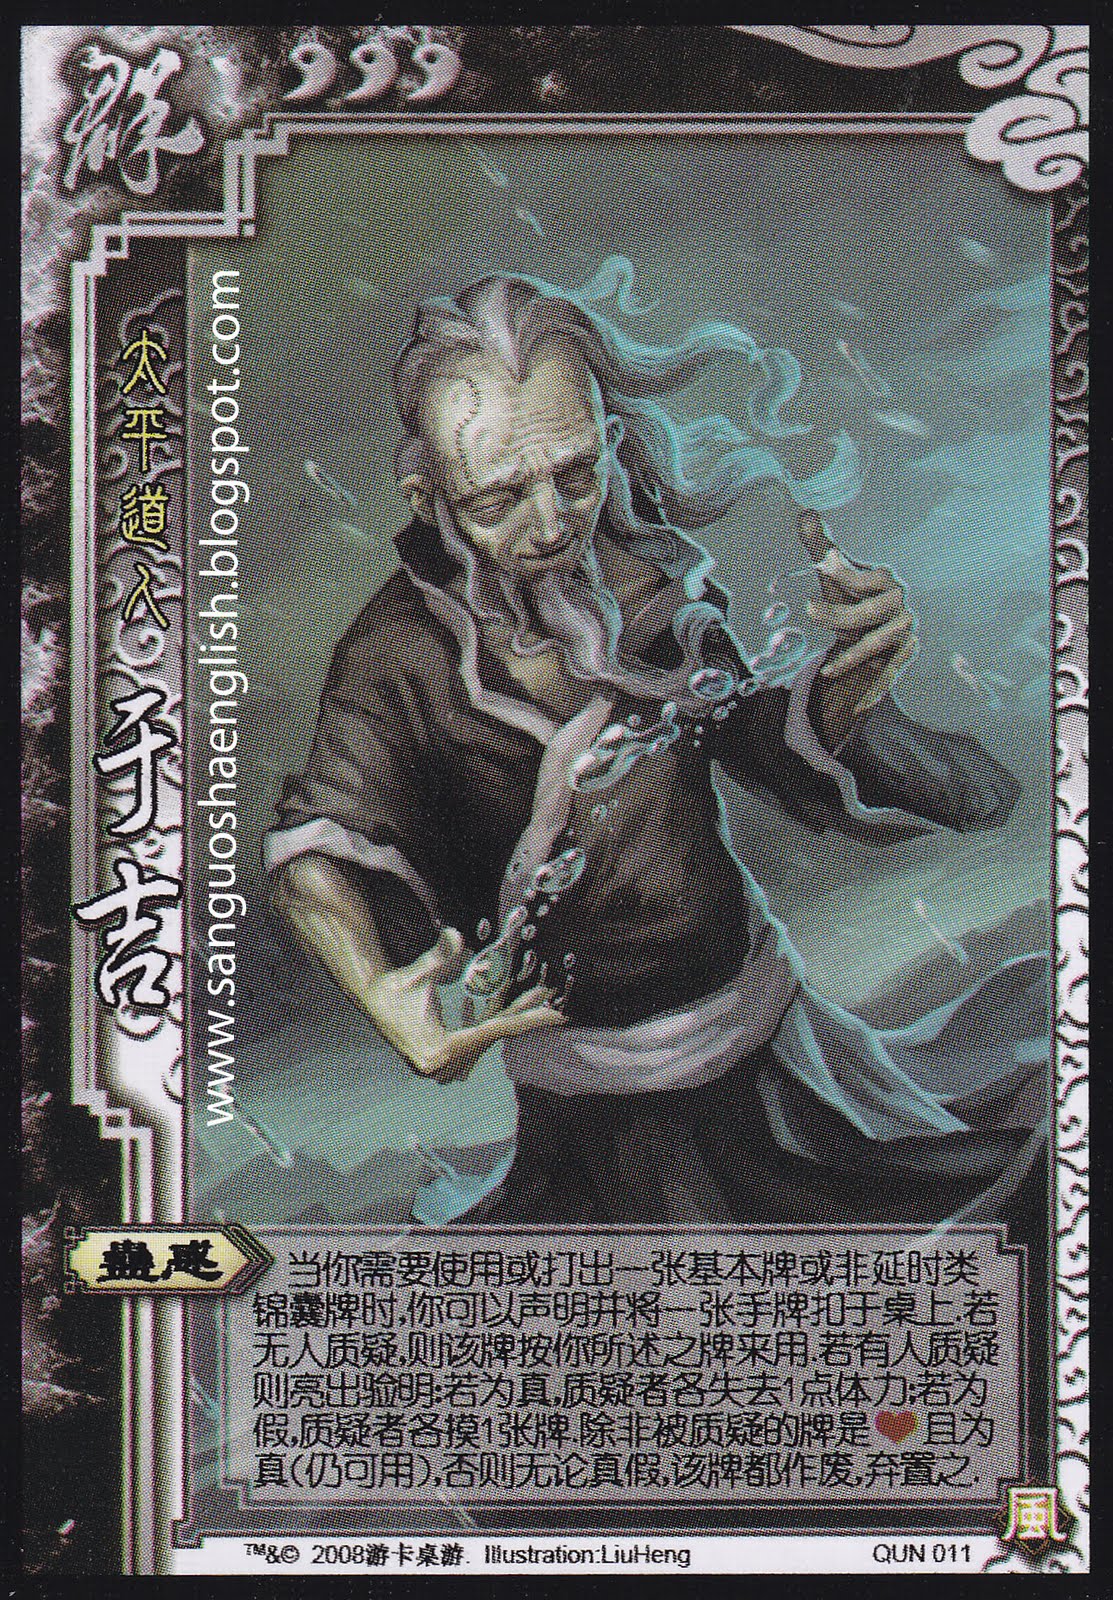 群
太平道人
于吉
www.sanguoshaenglish.blogspot.com
蠱惑
当你需要使用或打出一张基本牌或非延时类
锦囊牌时,你可以声明并将一张手牌扣于桌上.若
无人质疑,则该牌按你所述之牌来用.若有人质疑
则亮出验明:若为真,质疑者各失去1点体力;若为
假,质疑者各摸1张牌.除非被质疑的牌是❤且为
真(仍可用),否则无论真假,该牌都作废,弃置之.
風
™&© 2008游卡桌游. Illustration:LiuHeng
QUN 011